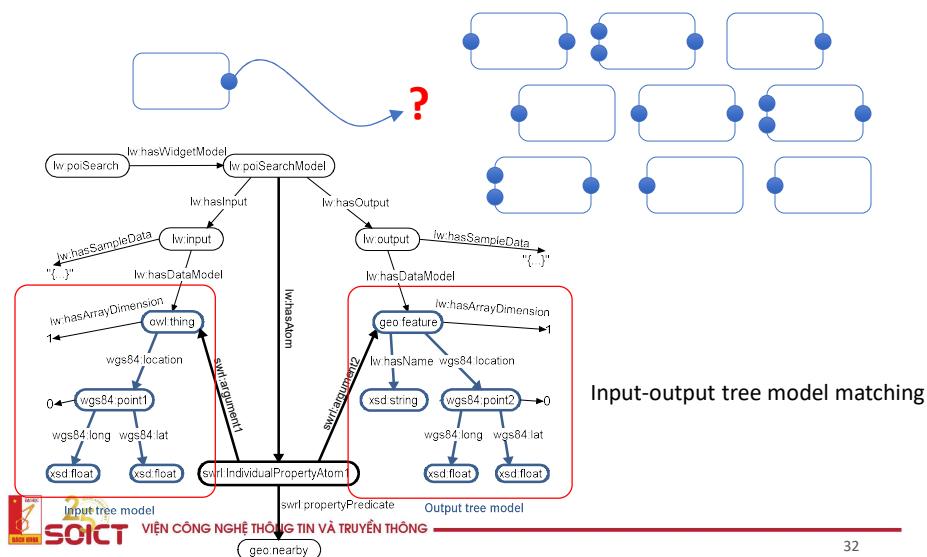 ?
lw:hasWidgetModel
lw:poiSearch
lw:poiSearchModel
lw:hasInput
lw:hasOutput
lw:hasSampleData
lw:input
lw:output
lw:hasSampleData
"{...}"
"{...}"
lw:hasDataModel
lw:hasDataModel
lw:hasAtom
lw:hasArrayDimension
owl:thing
1
geo:feature
lw:hasArrayDimension
1
wgs84:location
swrl:argument1
swrl:argument2
lw:hasName
wgs84:location
0
wgs84:point1
xsd:string
wgs84:point2
0
Input-output tree model matching
wgs84:long
wgs84:lat
wgs84:long
wgs84:lat
xsd:float
xsd:float
swrl:IndividualPropertyAtom1
xsd:float
xsd:float
Input tree model
swrl:propertyPredicate
Output tree model
geo:nearby
ĐẠI HỌC
BÁCH KHOA
25
SOICT
VIỆN CÔNG NGHỆ THÔNG TIN VÀ TRUYỀN THÔNG
32